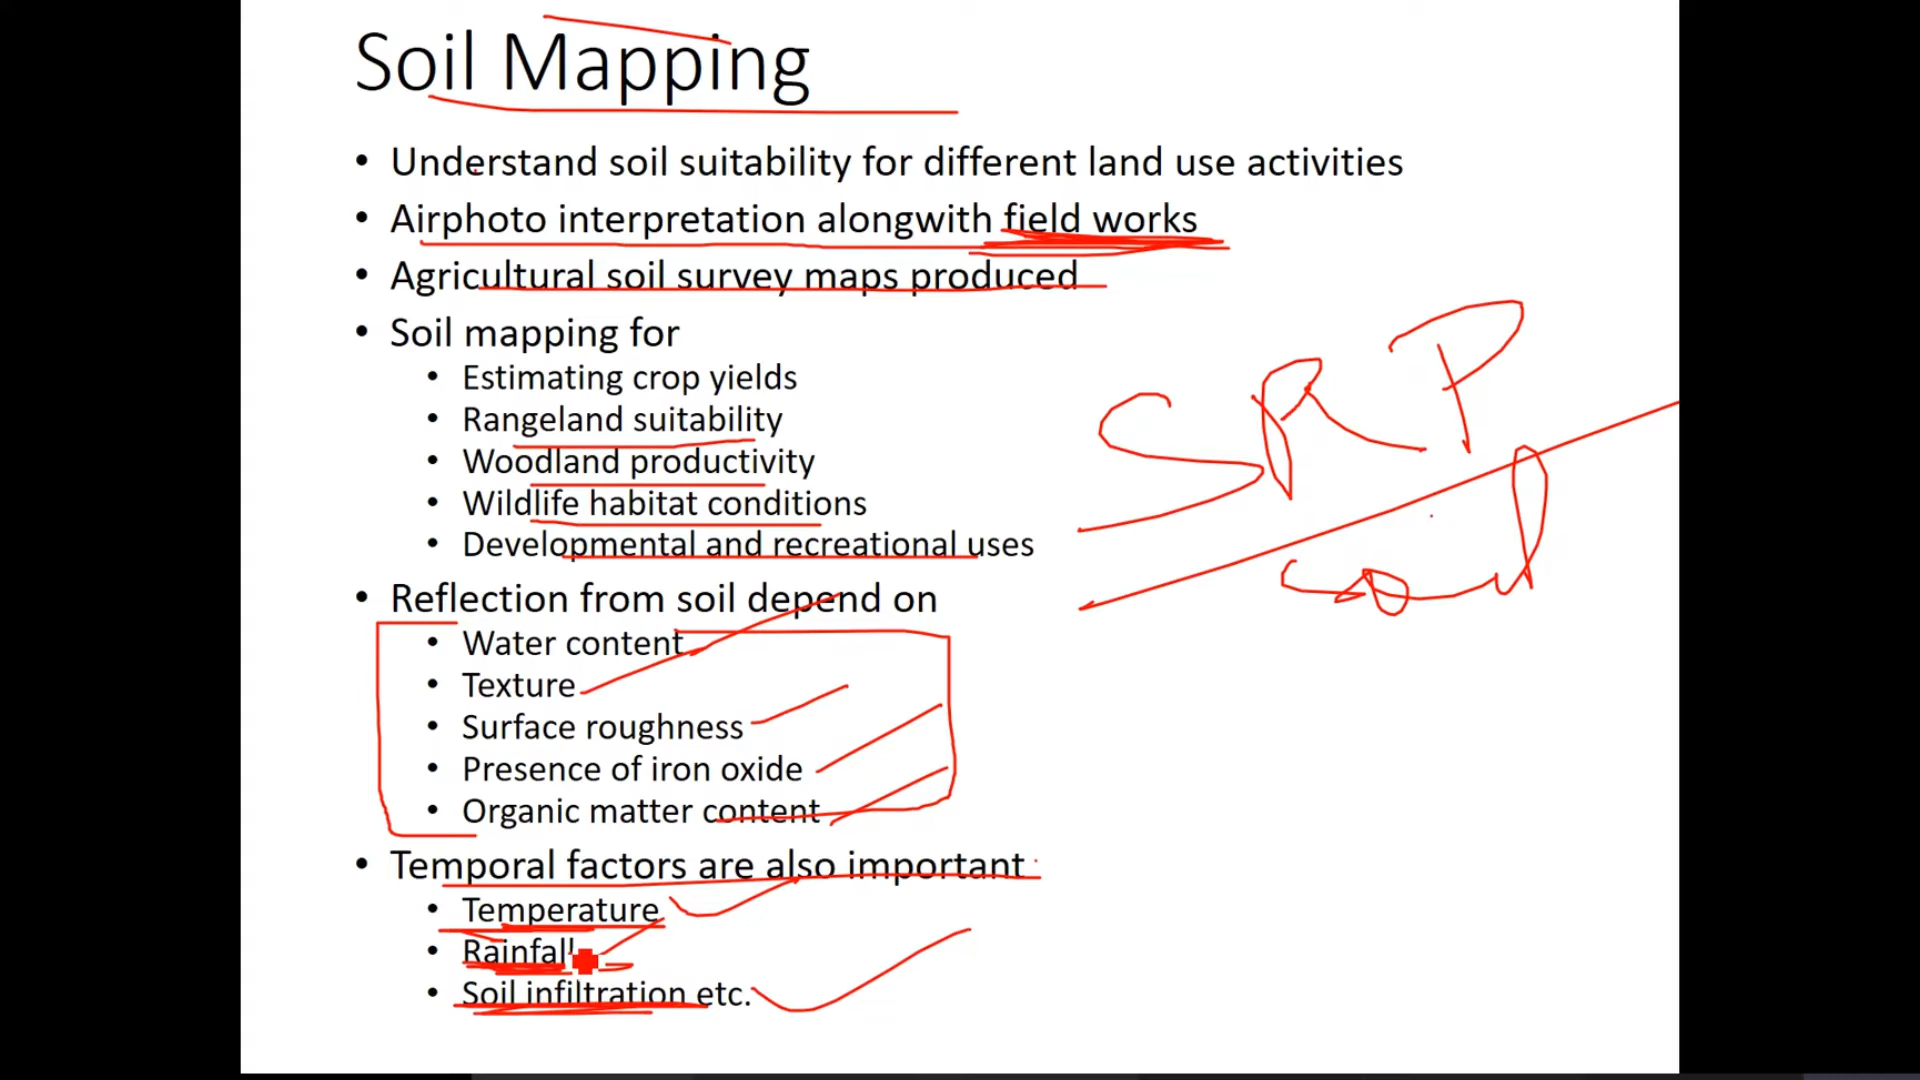 Soil Mapping
• Understand soil suitability for different land use activities
• Airphoto interpretation alongwith field works
• Agricultural soil survey maps produced
• Soil mapping for
• Estimating crop yields
• Rangeland suitability
• Woodland productivity
• Wildlife habitat conditions
• Developmental and recreational uses
SRP
• Reflection from soil depend on
• Water content
• Texture
• Surface roughness
• Presence of iron oxide
• Organic matter content
• Temporal factors are also important
• Temperature
• Rainfall
• Soil infiltration etc.